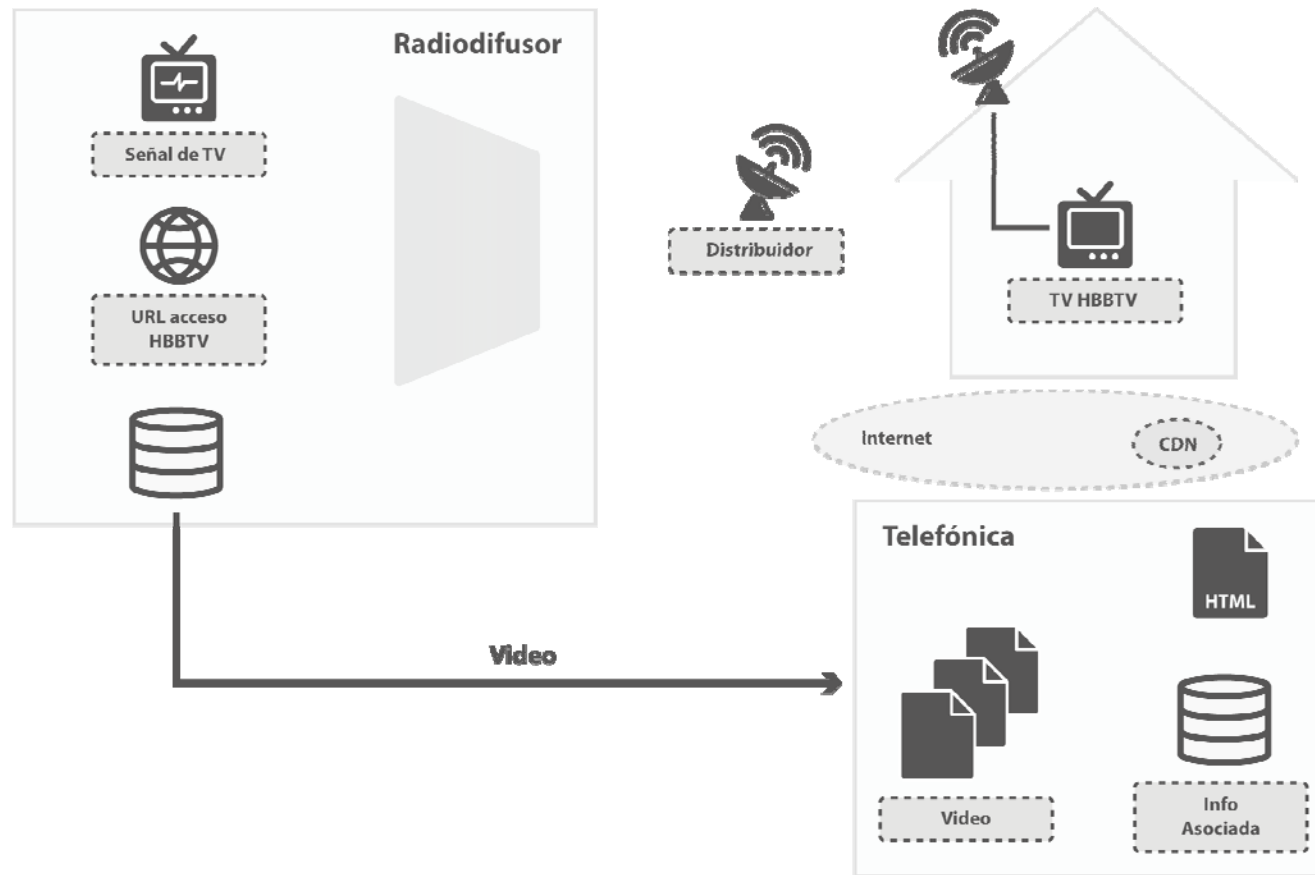 Radiodifusor
Señal de TV
URL acceso
HBBTV
Distribuidor
TV HBBTV
Internet
CDN
Telefónica
HTML
Video
Video
Info
Asociada